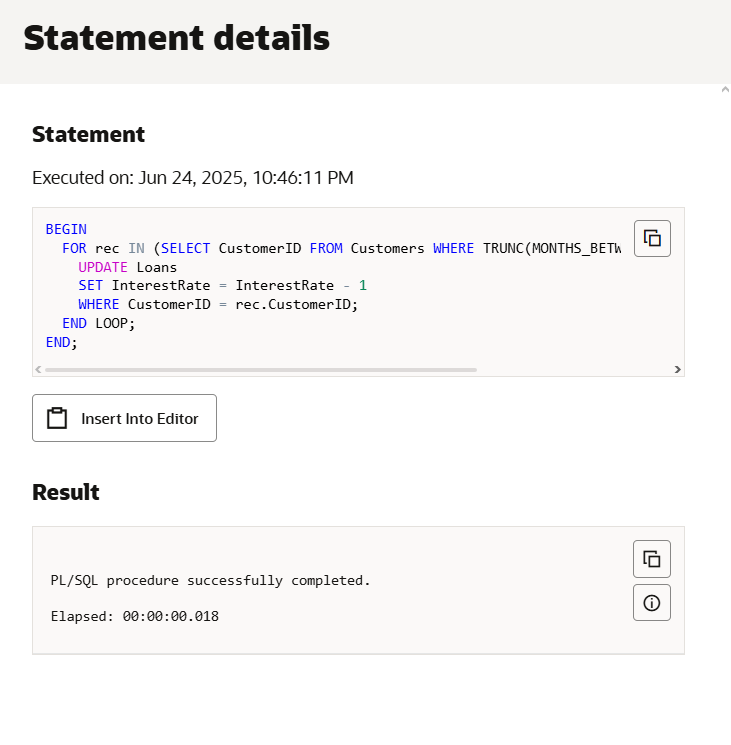 Statement details
Statement
Executed on: Jun 24, 2025, 10:46:11 PM
BEGIN
  FOR rec IN (SELECT CustomerID FROM Customers WHERE TRUNC(MONTHS_BETW
    UPDATE Loans
    SET InterestRate = InterestRate - 1
    WHERE CustomerID = rec.CustomerID;
  END LOOP;
END;
Insert Into Editor
Result
PL/SQL procedure successfully completed.
Elapsed: 00:00:00.018